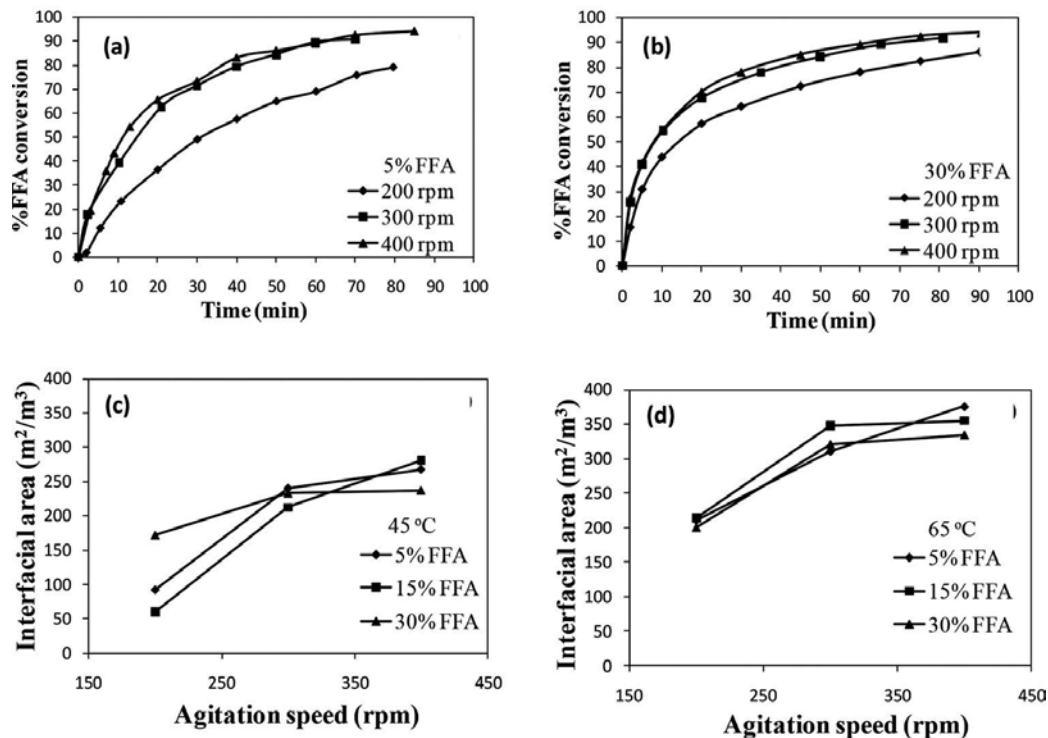 (a)
%FFA conversion
100
90
80
70
60
50
40
30
20
10
0
5% FFA
200 rpm
300 rpm
400 rpm
0 10 20 30 40 50 60 70 80 90 100
Time (min)
(b)
%FFA conversion
100
90
80
70
60
50
40
30
20
10
0
30% FFA
200 rpm
300 rpm
400 rpm
0 10 20 30 40 50 60 70 80 90 100
Time (min)
(c)
Interfacial area (m²/m³)
400
350
300
250
200
150
100
50
0
)
45 ºC
5% FFA
15% FFA
30% FFA
150 250 350 450
Agitation speed (rpm)
(d)
Interfacial area (m²/m³)
400
350
300
250
200
150
100
50
0
)
65 ºC
5% FFA
15% FFA
30% FFA
150 250 350 450
Agitation speed (rpm)